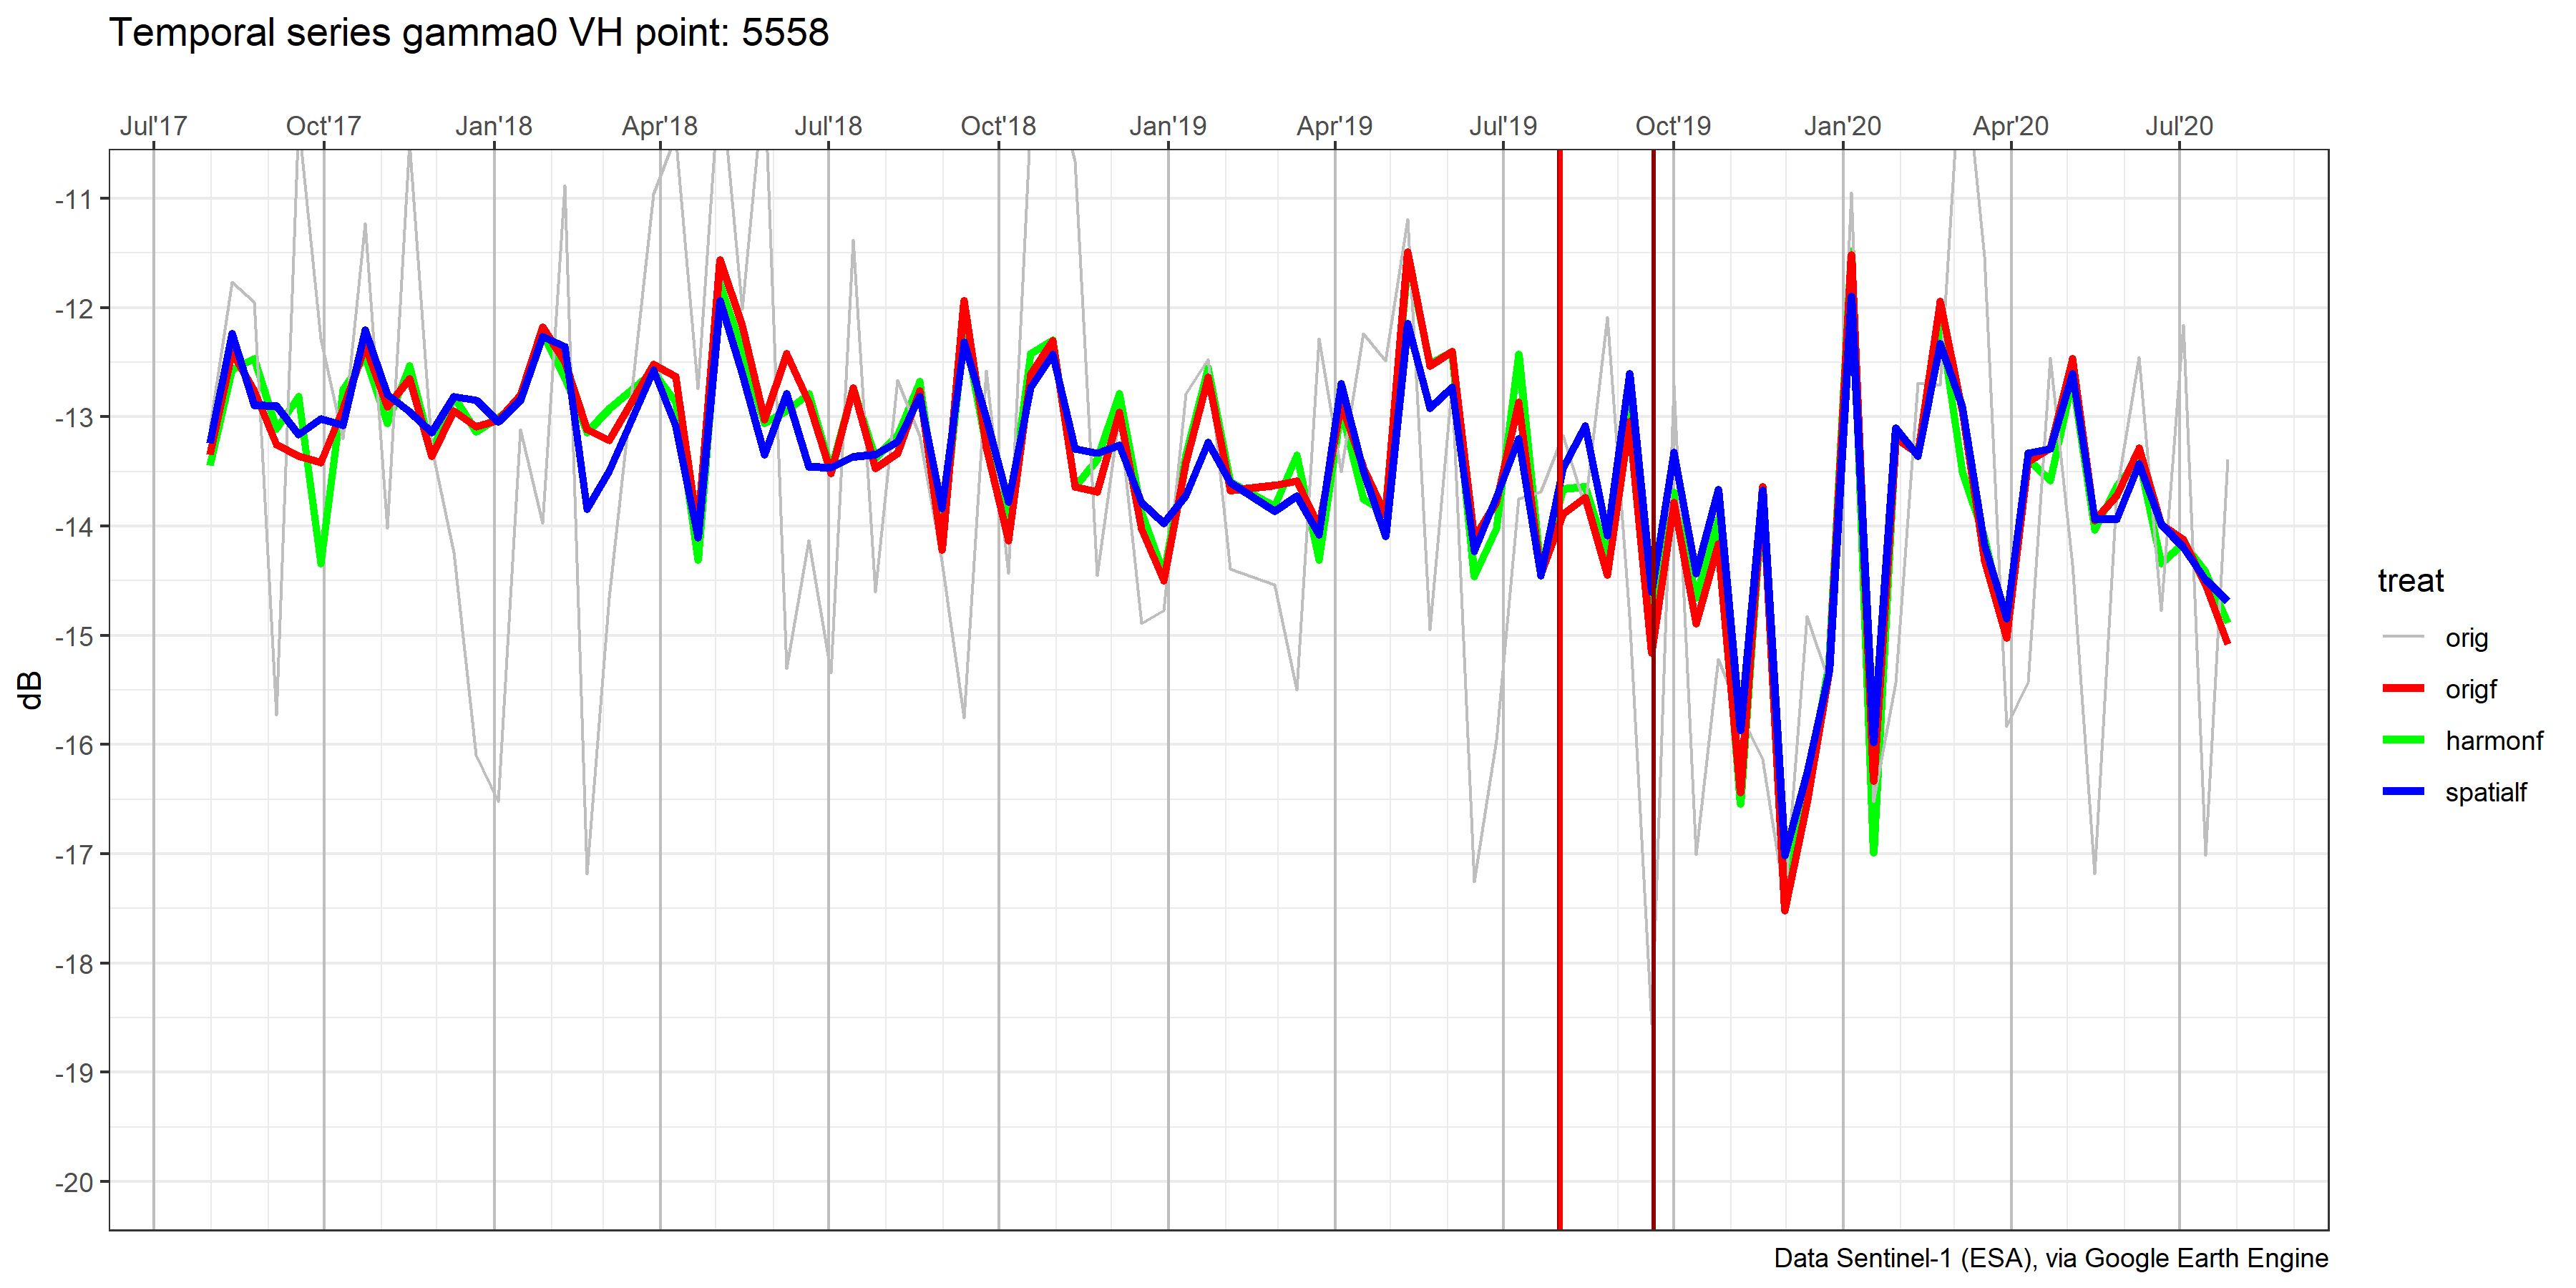 Temporal series gamma0 VH point: 5558
Jul'17 Oct'17 Jan'18 Apr'18 Jul'18 Oct'18 Jan'19 Apr'19 Jul'19 Oct'19 Jan'20 Apr'20 Jul'20
-11
-12
-13
-14
-15
-16
-17
-18
-19
-20
dB
treat
orig
origf
harmonf
spatialf
Data Sentinel-1 (ESA), via Google Earth Engine